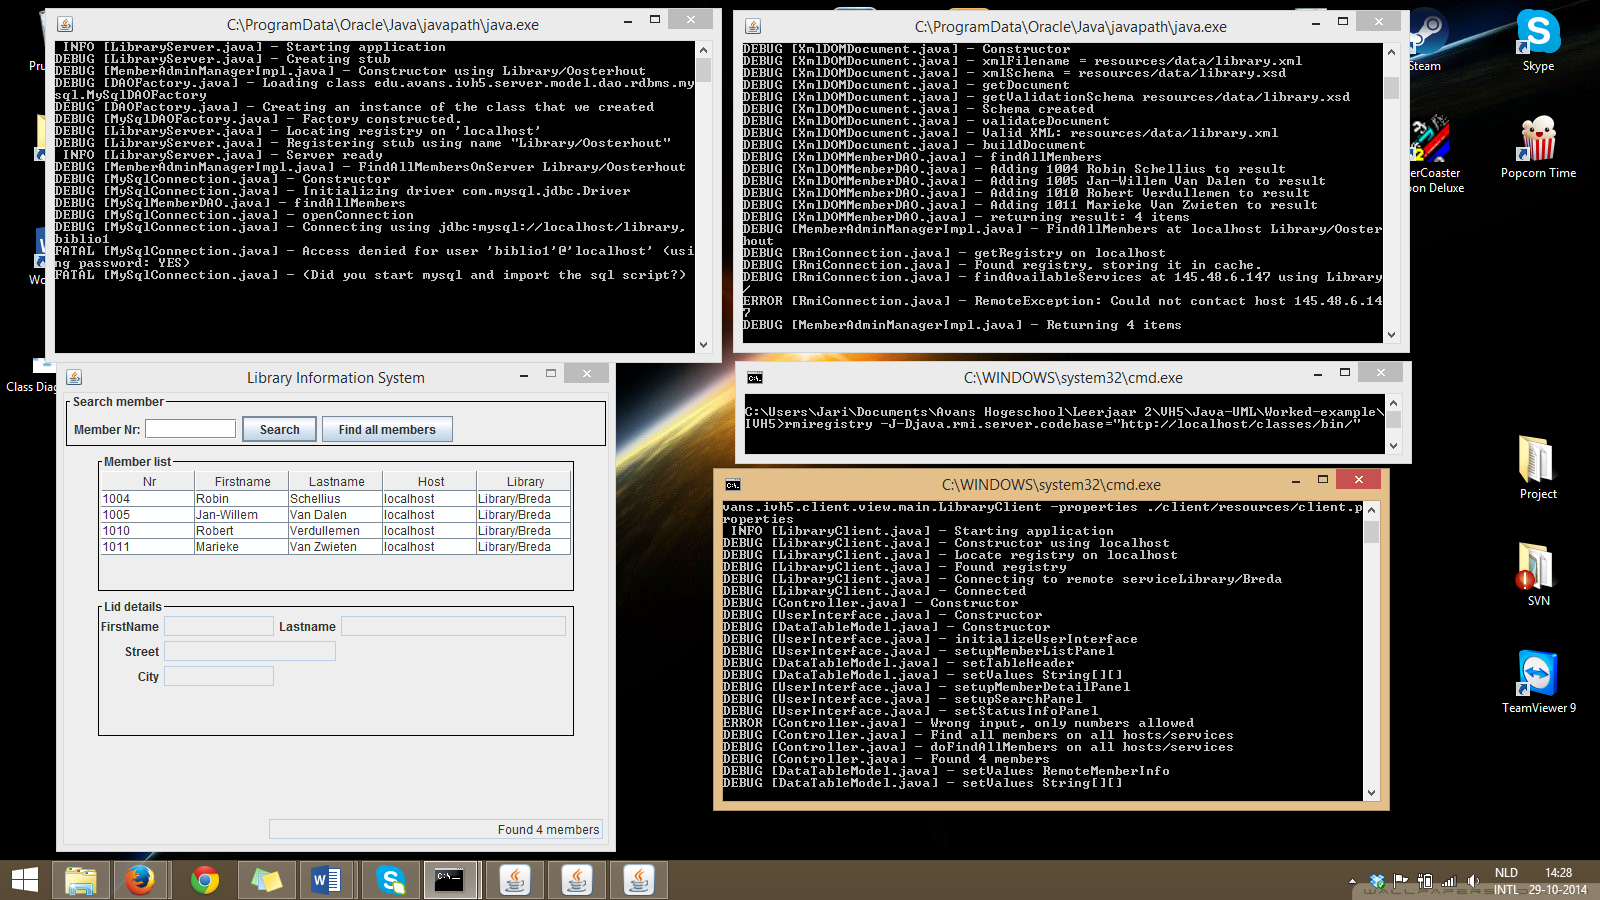 C:\ProgramData\Oracle\Java\javapath\java.exe
INFO [LibraryServer.java] - Starting application
DEBUG [LibraryServer.java] - Creating stub
DEBUG [MemberAdminManagerImpl.java] - Constructor using Library/Oosterhout
DEBUG [DAOFactory.java] - Loading class edu.avans.ivh5.server.model.dao.rdbms.my
sql.MySqlDAOFactory
DEBUG [DAOFactory.java] - Creating an instance of the class that we created
DEBUG [MySqlDAOFactory.java] - Factory constructed.
DEBUG [LibraryServer.java] - Locating registry on 'localhost'
DEBUG [LibraryServer.java] - Registering stub using name "Library/Oosterhout"
INFO [LibraryServer.java] - Server ready
DEBUG [MemberAdminManagerImpl.java] - FindAllMembersOnServer Library/Oosterhout
DEBUG [MySqlConnection.java] - Constructor
DEBUG [MySqlConnection.java] - Initializing driver com.mysql.jdbc.Driver
DEBUG [MySqlMemberDAO.java] - findAllMembers
DEBUG [MySqlConnection.java] - openConnection
DEBUG [MySqlConnection.java] - Connecting using jdbc:mysql://localhost/library,
biblio1
FATAL [MySqlConnection.java] - Access denied for user 'biblio1'@'localhost' (usi
ng password: YES)
FATAL [MySqlConnection.java] - (Did you start mysql and import the sql script?)
C:\ProgramData\Oracle\Java\javapath\java.exe
DEBUG [XmlDOMDocument.java] - Constructor
DEBUG [XmlDOMDocument.java] - xmlFilename = resources/data/library.xml
DEBUG [XmlDOMDocument.java] - xmlSchema = resources/data/library.xsd
DEBUG [XmlDOMDocument.java] - getDocument
DEBUG [XmlDOMDocument.java] - getValidationSchema resources/data/library.xsd
DEBUG [XmlDOMDocument.java] - Schema created
DEBUG [XmlDOMDocument.java] - validateDocument
DEBUG [XmlDOMDocument.java] - Valid XML: resources/data/library.xml
DEBUG [XmlDOMDocument.java] - buildDocument
DEBUG [XmlDOMMemberDAO.java] - findAllMembers
DEBUG [XmlDOMMemberDAO.java] - Adding 1004 Robin Schellius to result
DEBUG [XmlDOMMemberDAO.java] - Adding 1005 Jan-Willem Van Dalen to result
DEBUG [XmlDOMMemberDAO.java] - Adding 1010 Robert Verdullemen to result
DEBUG [XmlDOMMemberDAO.java] - Adding 1011 Marieke Van Zwieten to result
DEBUG [XmlDOMMemberDAO.java] - returning result: 4 items
DEBUG [MemberAdminManagerImpl.java] - FindAllMembers at localhost Library/Ooster
hout
DEBUG [RmiConnection.java] - getRegistry on localhost
DEBUG [RmiConnection.java] - Found registry, storing it in cache.
DEBUG [RmiConnection.java] - findAvailableServices at 145.48.6.147 using Library
/
ERROR [RmiConnection.java] - RemoteException: Could not contact host 145.48.6.14
7
DEBUG [MemberAdminManagerImpl.java] - Returning 4 items
Library Information System
Search member
Member Nr:
Search
Find all members
Member list
Nr Firstname Lastname Host Library
1004 Robin Schellius localhost Library/Breda
1005 Jan-Willem Van Dalen localhost Library/Breda
1010 Robert Verdullemen localhost Library/Breda
1011 Marieke Van Zwieten localhost Library/Breda
Lid details
FirstName
Lastname
Street
City
Found 4 members
C:\WINDOWS\system32\cmd.exe
C:\Users\Jari\Documents\Avans Hogeschool\Leerjaar 2\VH5\Java-UML\Worked-example\
IVH5>rmiregistry -J-Djava.rmi.server.codebase="http://localhost/classes/bin/"
C:\WINDOWS\system32\cmd.exe
vans.ivh5.client.view.main.LibraryClient -properties ./client/resources/client.p
roperties
INFO [LibraryClient.java] - Starting application
DEBUG [LibraryClient.java] - Constructor using localhost
DEBUG [LibraryClient.java] - Locate registry on localhost
DEBUG [LibraryClient.java] - Found registry
DEBUG [LibraryClient.java] - Connecting to remote serviceLibrary/Breda
DEBUG [LibraryClient.java] - Connected
DEBUG [Controller.java] - Constructor
DEBUG [UserInterface.java] - Constructor
DEBUG [DataTableModel.java] - Constructor
DEBUG [UserInterface.java] - initializeUserInterface
DEBUG [UserInterface.java] - setupMemberListPanel
DEBUG [DataTableModel.java] - setTableHeader
DEBUG [DataTableModel.java] - setValues String[][]
DEBUG [UserInterface.java] - setupMemberDetailPanel
DEBUG [UserInterface.java] - setupSearchPanel
DEBUG [UserInterface.java] - setStatusInfoPanel
ERROR [Controller.java] - Wrong input, only numbers allowed
DEBUG [Controller.java] - Find all members on all hosts/services
DEBUG [Controller.java] - doFindAllMembers on all hosts/services
DEBUG [Controller.java] - Found 4 members
DEBUG [DataTableModel.java] - setValues RemoteMemberInfo
DEBUG [DataTableModel.java] - setValues String[][]
Pru
Wo
Class Diag
Steam
Skype
erCoaster
on Deluxe
Popcorn Time
Project
SVN
TeamViewer 9
NLD
INTL
14:28
29-10-2014